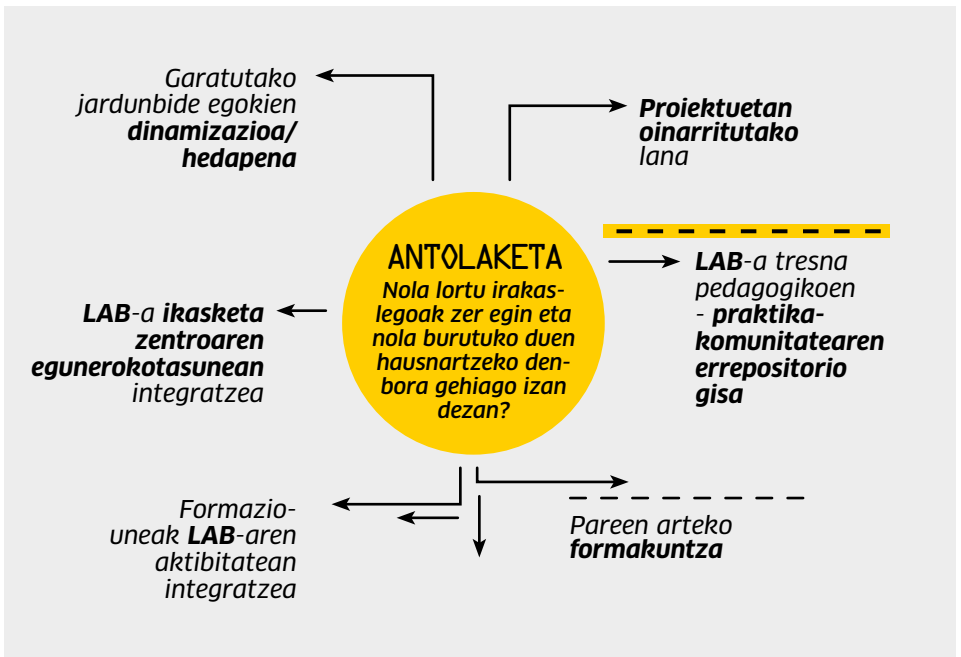 Garatutako
jardunbide egokien
dinamizazioa/
hedapena
Proiektuetan
oinarritutako
lana
ANTOLAKETA
Nola lortu irakas-
legoak zer egin eta
nola burutuko duen
hausnartzeko den-
bora gehiago izan
dezan?
LAB-a ikasketa
zentroaren
egunerokotasunean
integratzea
LAB-a tresna
pedagogikoen
- praktika-
komunitatearen
errepositorio
gisa
Formazio-
uneak LAB-aren
aktibitatean
integratzea
Pareen arteko
formakuntza